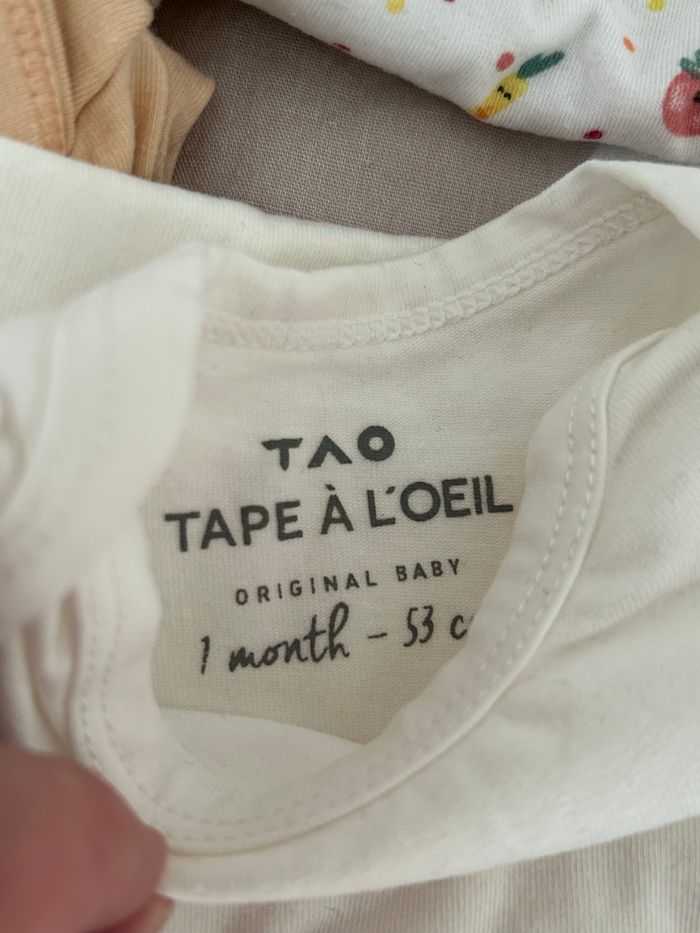 TAO
TAPE À L'OEIL
ORIGINAL BABY
1 month - 53 c